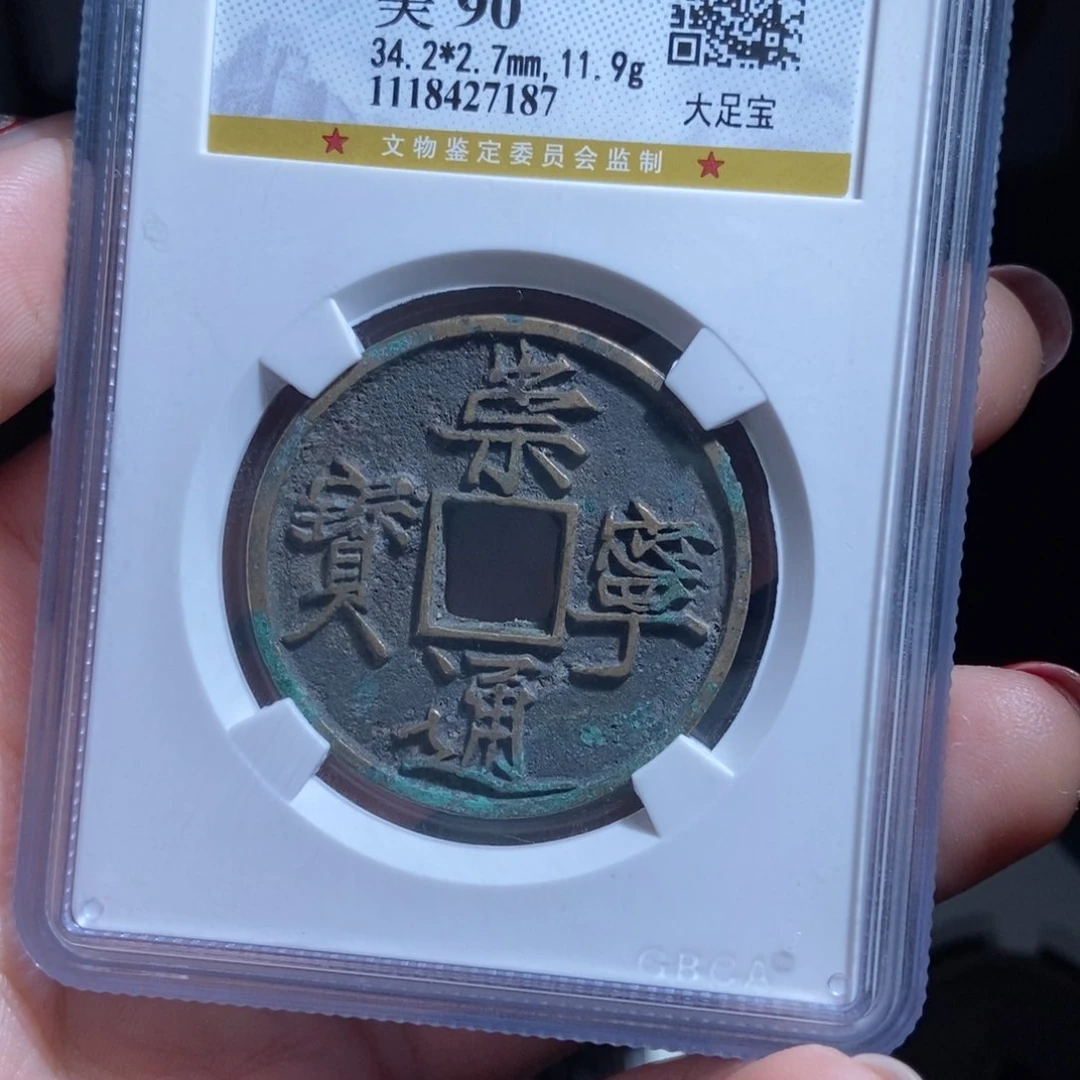 美 90
34.2*2.7mm, 11.9g
1118427187
大足宝
★ 文物鉴定委员会监制 ★
崇寧通寳
GBCA